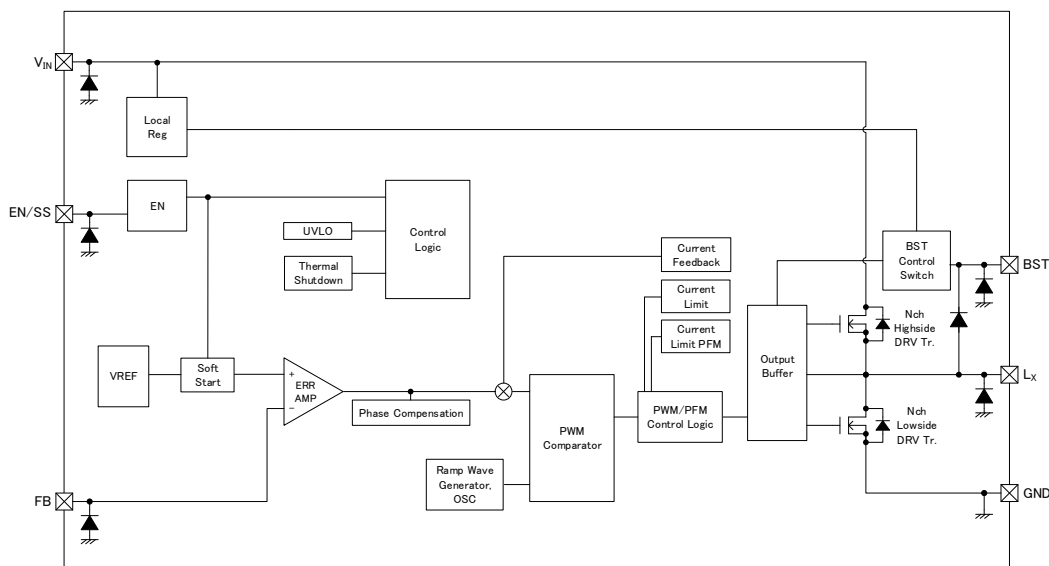 VIN
Local
Reg
EN/SS
EN
UVLO
Thermal
Shutdown
Control
Logic
Current
Feedback
Current
Limit
Current
Limit PFM
BST
Control
Switch
BST
Nch
Highside
DRV Tr.
Output
Buffer
VREF
Soft
Start
+
ERR
AMP
−
Phase Compensation
PWM
Comparator
PWM/PFM
Control Logic
LX
Nch
Lowside
DRV Tr.
Ramp Wave
Generator,
OSC
FB
GND